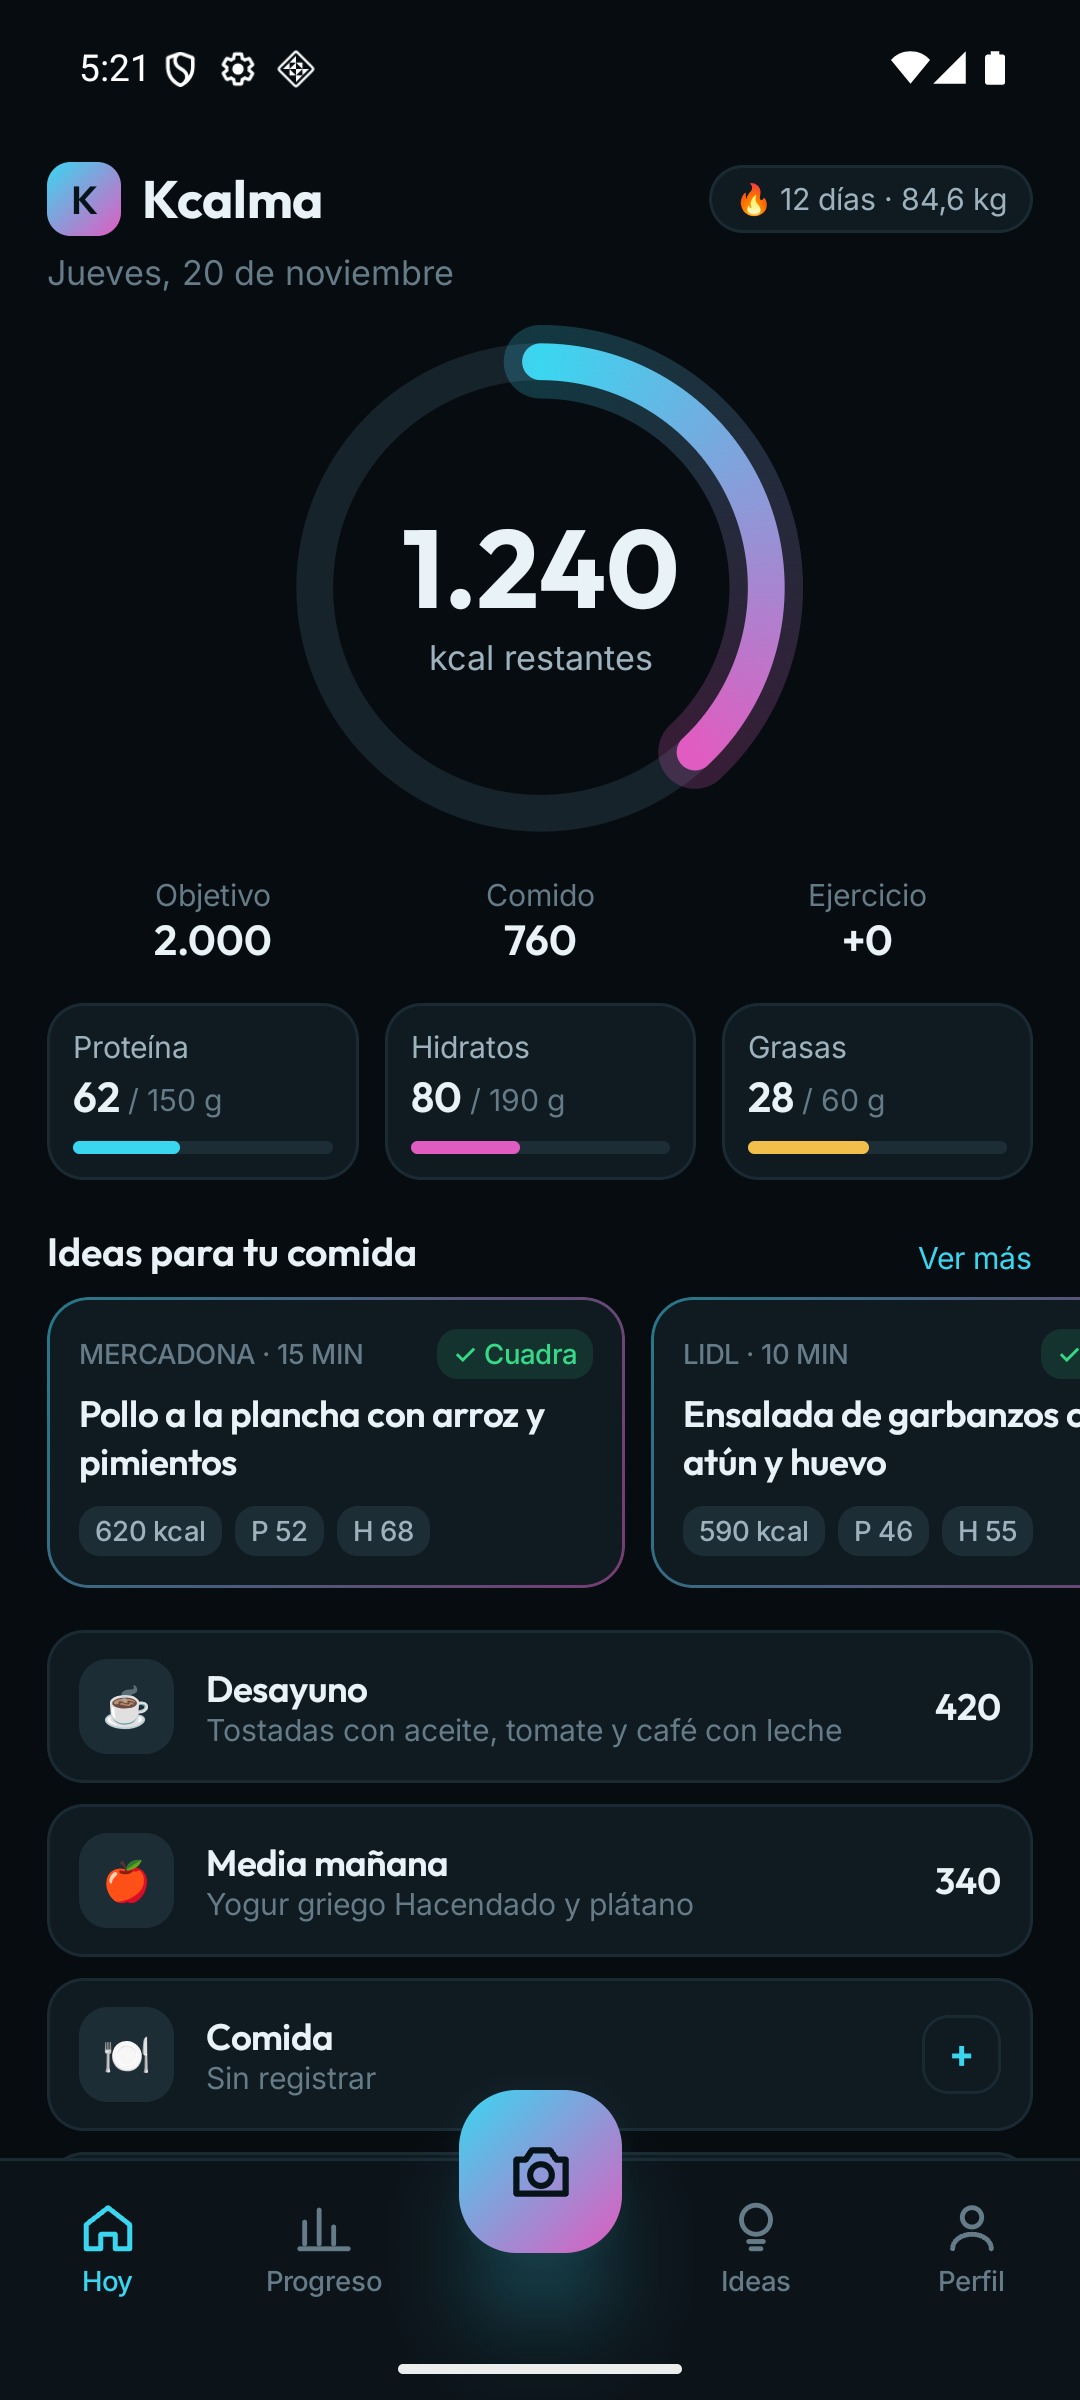 5:21
K Kcalma
🔥 12 días · 84,6 kg
Jueves, 20 de noviembre
1.240
kcal restantes
Objetivo Comido Ejercicio
2.000 760 +0
Proteína Hidratos Grasas
62 / 150 g 80 / 190 g 28 / 60 g
Ideas para tu comida Ver más
MERCADONA · 15 MIN ✓ Cuadra
Pollo a la plancha con arroz y
pimientos
620 kcal P 52 H 68
LIDL · 10 MIN ✓
Ensalada de garbanzos
atún y huevo
590 kcal P 46 H 55
Desayuno
Tostadas con aceite, tomate y café con leche
420
Media mañana
Yogur griego Hacendado y plátano
340
Comida
Sin registrar
+
Hoy Progreso Ideas Perfil